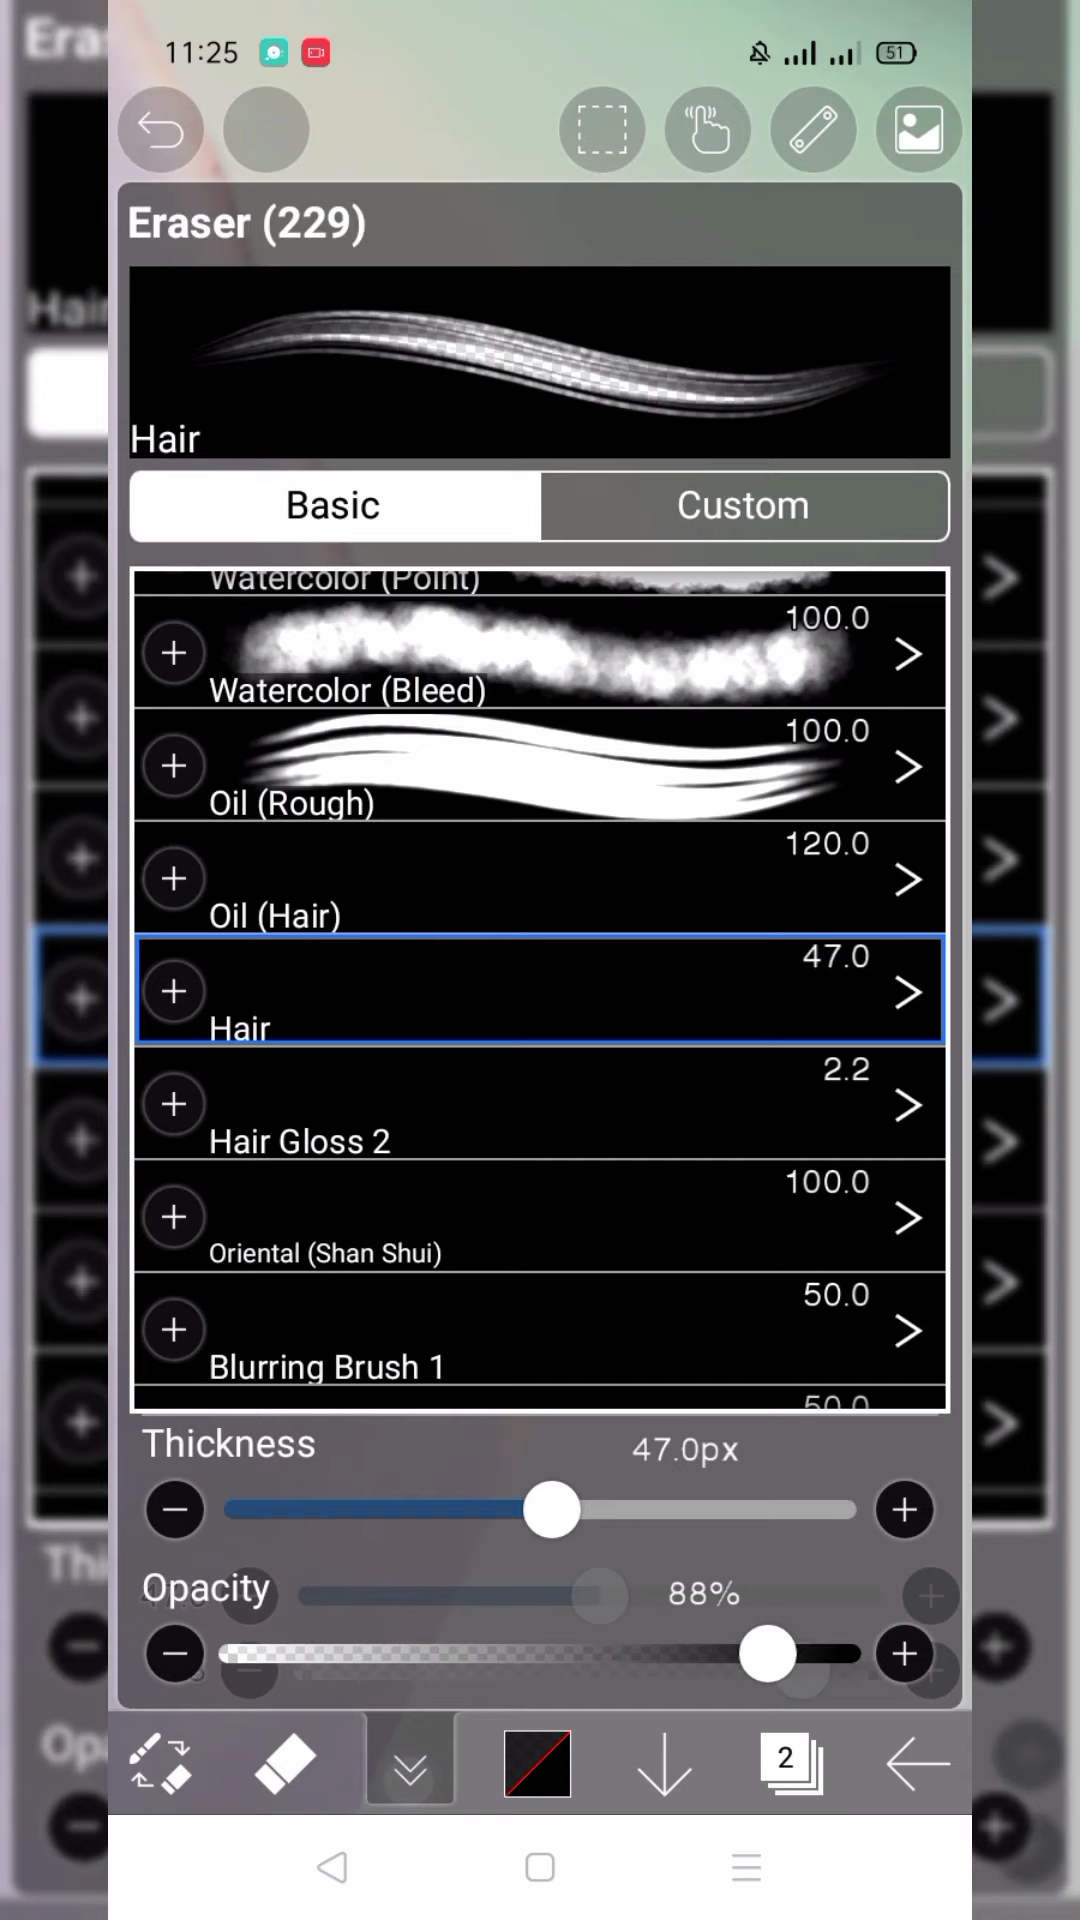 11:25
51
Eraser (229)
Hair
Basic
Custom
Watercolor (Point)
100.0
Watercolor (Bleed)
100.0
Oil (Rough)
120.0
Oil (Hair)
47.0
Hair
2.2
Hair Gloss 2
100.0
Oriental (Shan Shui)
50.0
Blurring Brush 1
50.0
Thickness
47.0px
Opacity
88%
2